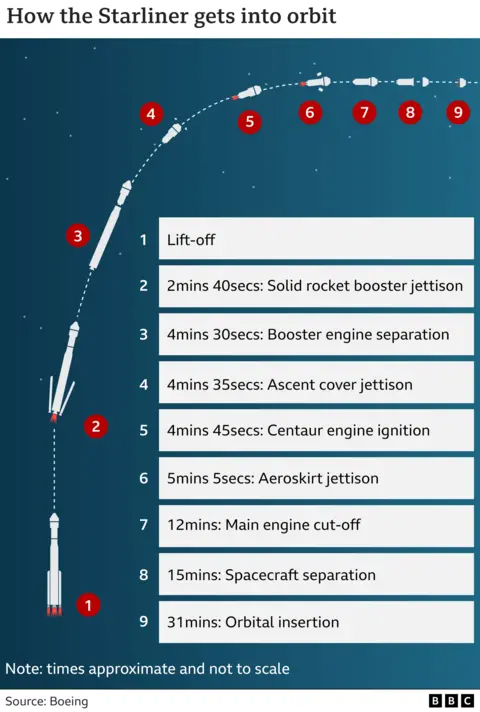 How the Starliner gets into orbit
4
5
6
7
8
9
3
1 Lift-off
2 2mins 40secs: Solid rocket booster jettison
3 4mins 30secs: Booster engine separation
4 4mins 35secs: Ascent cover jettison
2
5 4mins 45secs: Centaur engine ignition
6 5mins 5secs: Aeroskirt jettison
7 12mins: Main engine cut-off
8 15mins: Spacecraft separation
1
9 31mins: Orbital insertion
Note: times approximate and not to scale
Source: Boeing
BBC